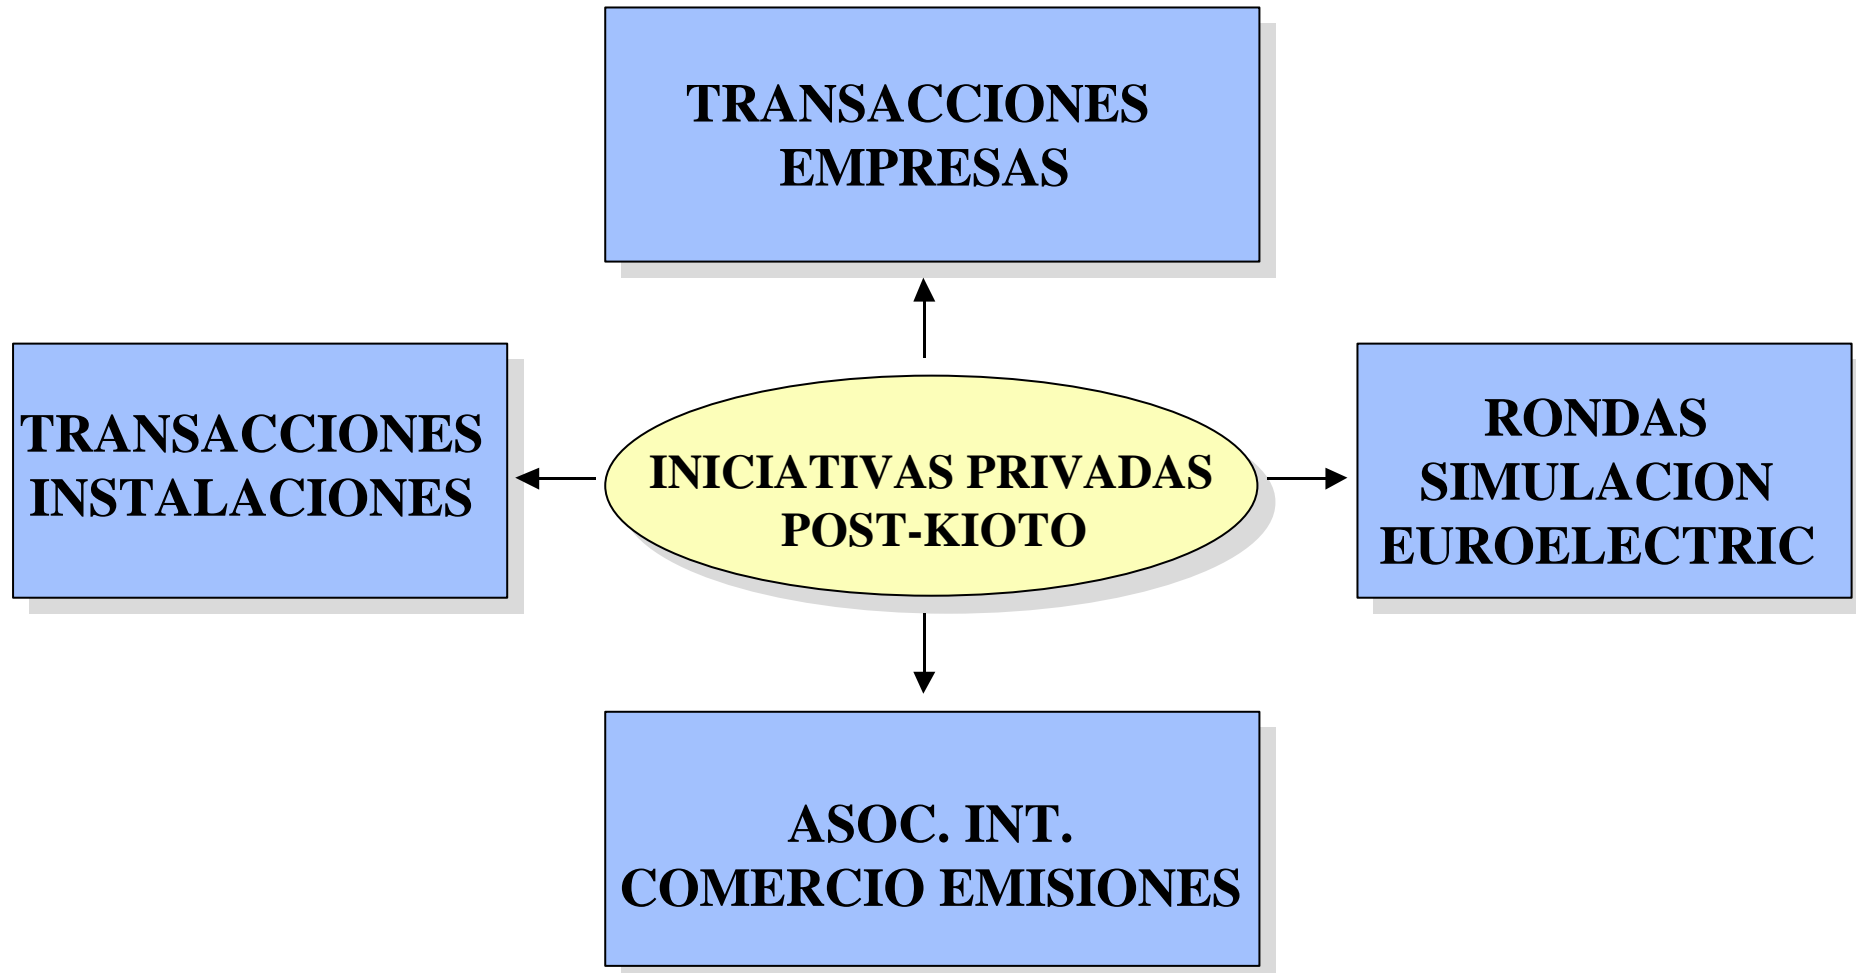 TRANSACCIONES
EMPRESAS
TRANSACCIONES
INSTALACIONES
INICIATIVAS PRIVADAS
POST-KIOTO
RONDAS
SIMULACION
EUROELECTRIC
ASOC. INT.
COMERCIO EMISIONES